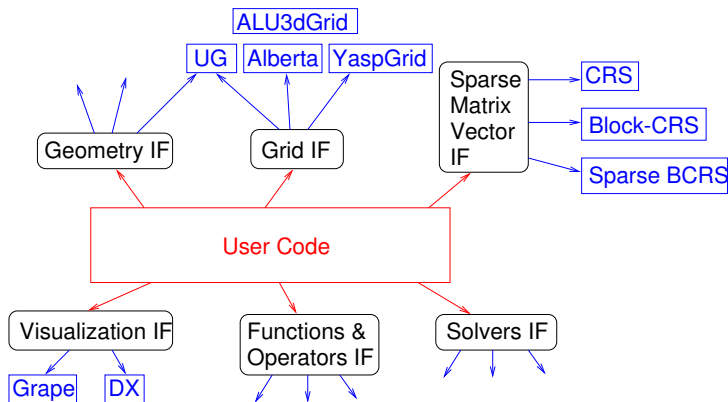 ALU3dGrid
UG
Alberta
YaspGrid
Geometry IF
Grid IF
Sparse
Matrix
Vector
IF
CRS
Block-CRS
Sparse BCRS
User Code
Visualization IF
Functions &
Operators IF
Solvers IF
Grape
DX